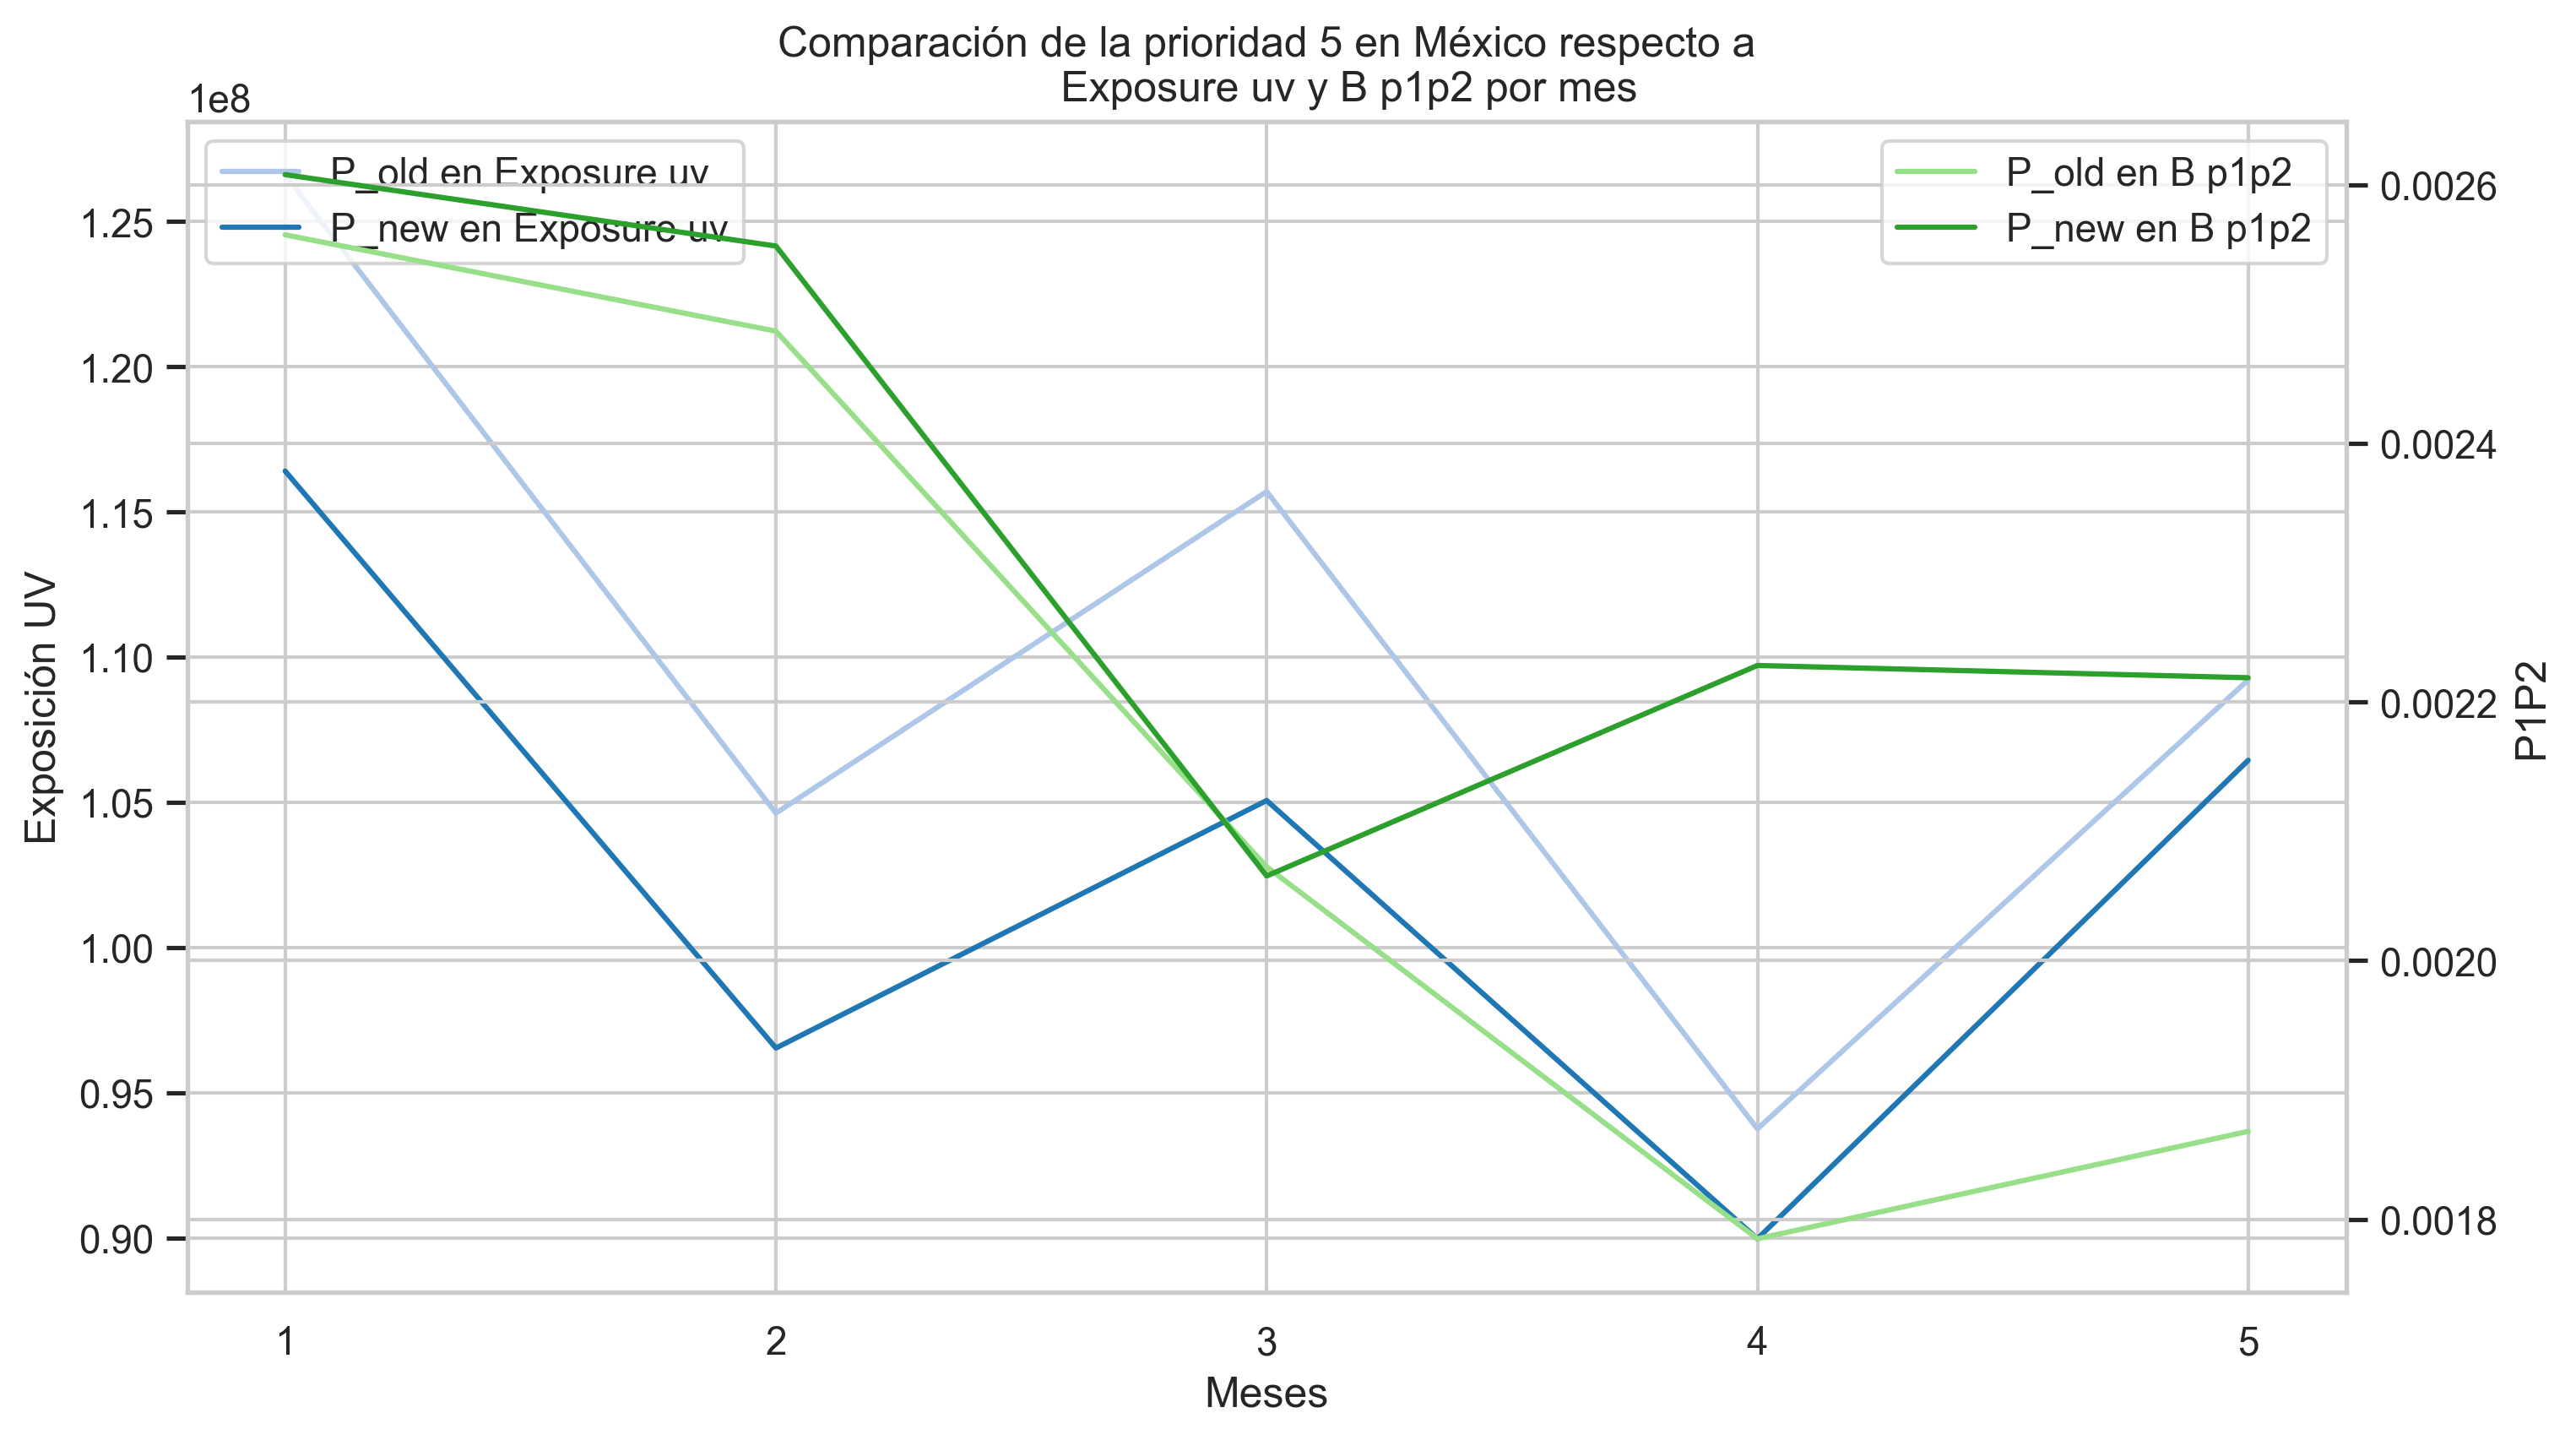 Comparación de la prioridad 5 en México respecto a
Exposure uv y B p1p2 por mes
1e8
P_old en Exposure uv
P_new en Exposure uv
P_old en B p1p2
P_new en B p1p2
1.25
1.20
1.15
1.10
1.05
1.00
0.95
0.90
Exposición UV
0.0026
0.0024
0.0022
0.0020
0.0018
P1P2
1 2 3 4 5
Meses